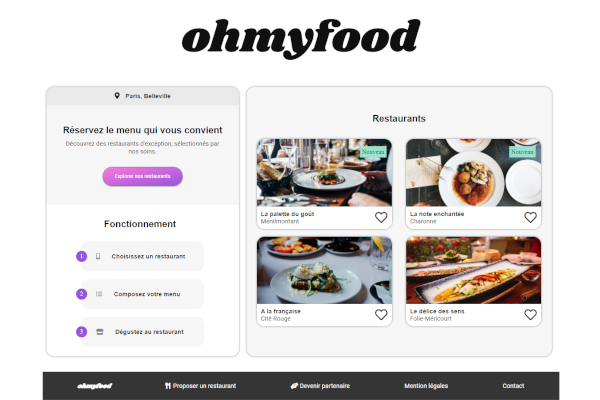 ohmyfood
Paris, Belleville
Réservez le menu qui vous convient
Découvrez des restaurants d'exception, sélectionnés par
nos soins.
Explorer nos restaurants
Fonctionnement
1 Choisissez un restaurant
2 Composez votre menu
3 Dégustez au restaurant
Restaurants
Nouveau
La palette du goût
Ménilmontant
Nouveau
La note enchantée
Charonne
A la française
Cité Rouge
Le délice des sens
Folie-Méricourt
ohmyfood
Proposer un restaurant
Devenir partenaire
Mention légales
Contact